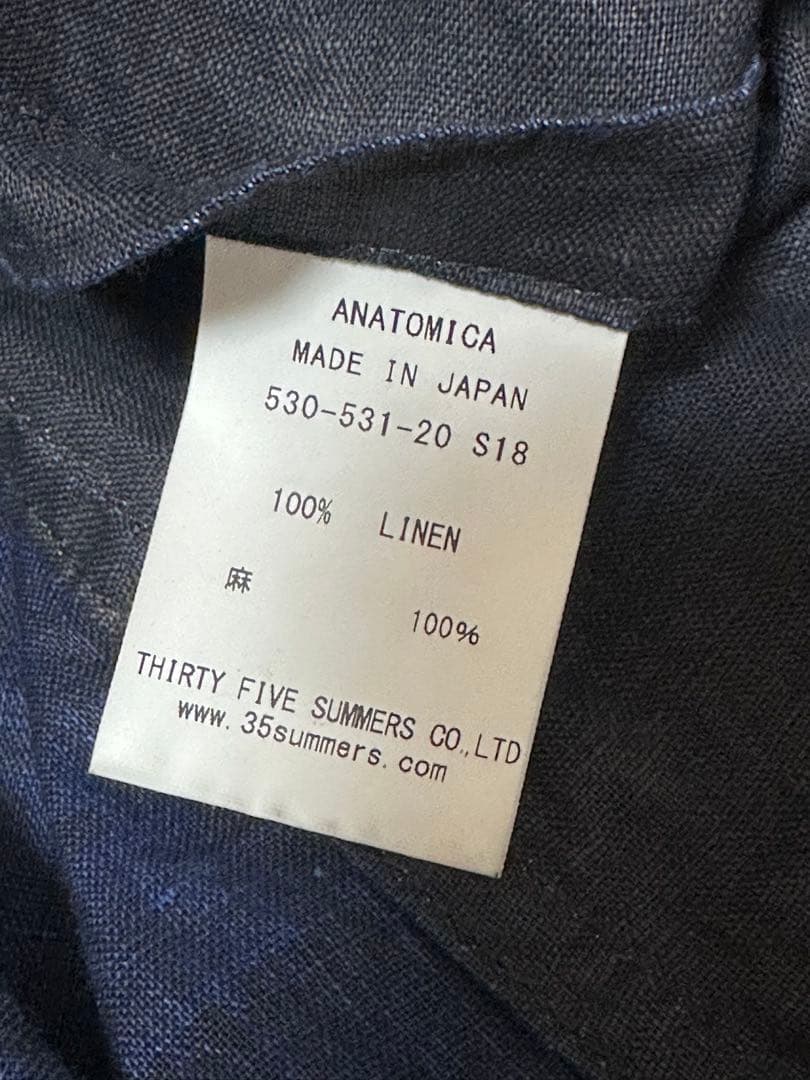 ANATOMICA
MADE IN JAPAN
530-531-20 S18
100% LINEN
麻 100%
THIRTY FIVE SUMMERS CO.,LTD
www.35summers.com